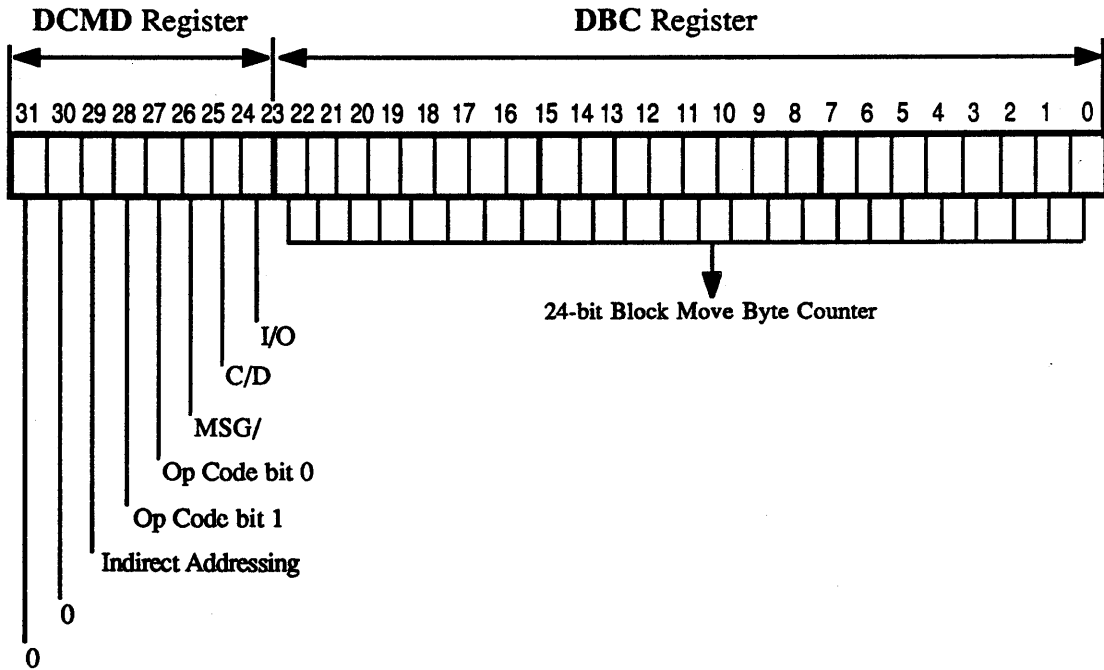 DCMD Register DBC Register
31 30 29 28 27 26 25 24 23 22 21 20 19 18 17 16 15 14 13 12 11 10 9 8 7 6 5 4 3 2 1 0
24-bit Block Move Byte Counter
I/O
C/D
MSG/
Op Code bit 0
Op Code bit 1
Indirect Addressing
0
0